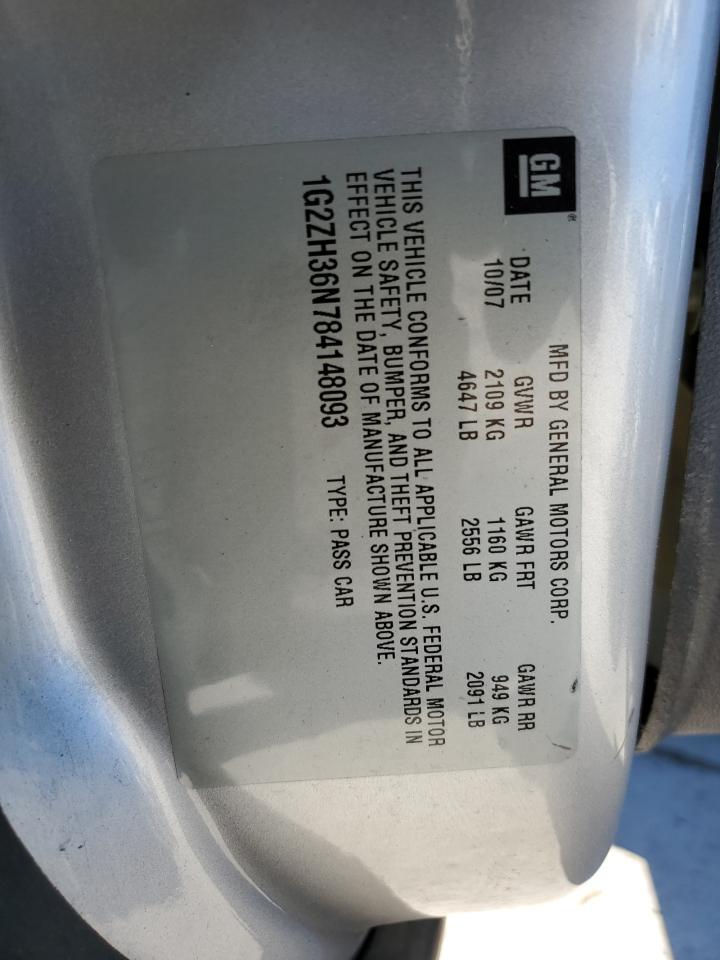 GM®
MFD BY GENERAL MOTORS CORP.
DATE GVWR GAWR FRT GAWR RR
10/07 2109 KG 1160 KG 949 KG
4647 LB 2556 LB 2091 LB
THIS VEHICLE CONFORMS TO ALL APPLICABLE U.S. FEDERAL MOTOR
VEHICLE SAFETY, BUMPER, AND THEFT PREVENTION STANDARDS IN
EFFECT ON THE DATE OF MANUFACTURE SHOWN ABOVE.
1G2ZH36N784148093 TYPE: PASS CAR